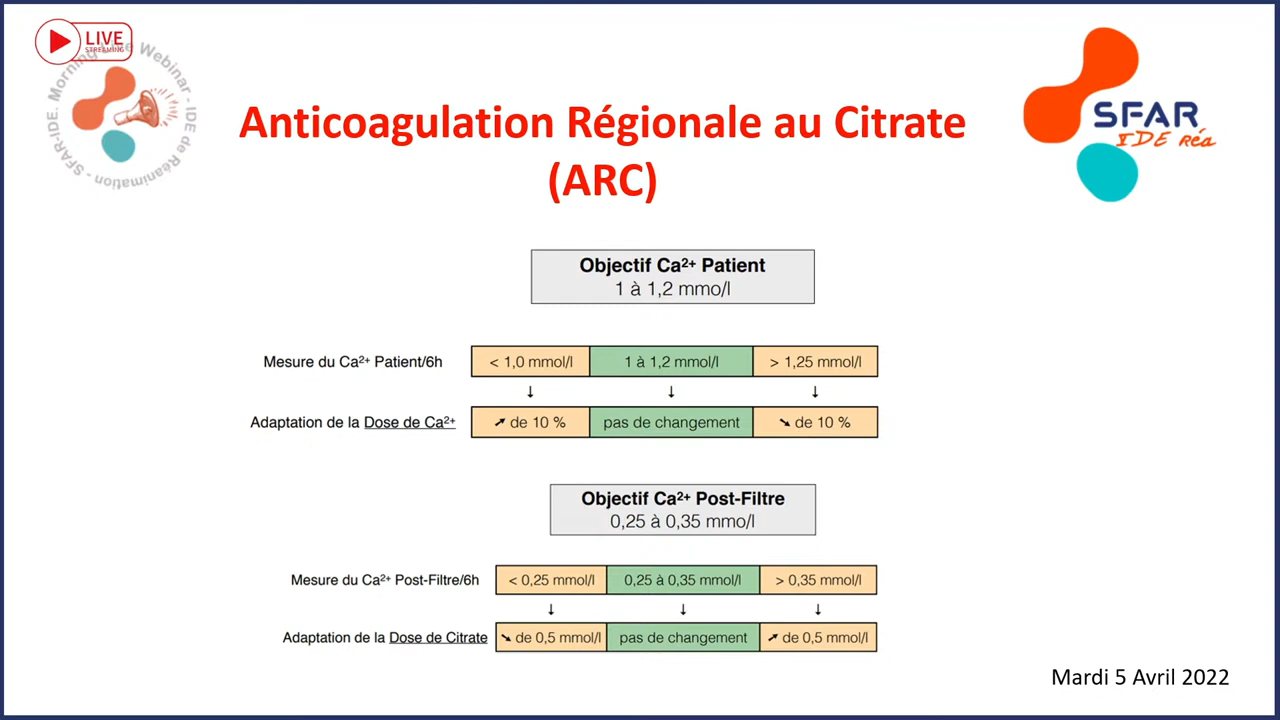 LIVE
STREAMING
SFAR-IDE. Morning Webinar - IDE de Réanimation -
SFAR
IDE Réa
Anticoagulation Régionale au Citrate
(ARC)
Objectif Ca²⁺ Patient
1 à 1,2 mmo/l
Mesure du Ca²⁺ Patient/6h
< 1,0 mmol/l
1 à 1,2 mmol/l
> 1,25 mmol/l
↓ ↓ ↓
Adaptation de la Dose de Ca²⁺
↗ de 10 %
pas de changement
↘ de 10 %
Objectif Ca²⁺ Post-Filtre
0,25 à 0,35 mmo/l
Mesure du Ca²⁺ Post-Filtre/6h
< 0,25 mmol/l
0,25 à 0,35 mmol/l
> 0,35 mmol/l
↓ ↓ ↓
Adaptation de la Dose de Citrate
↘ de 0,5 mmo/l
pas de changement
↗ de 0,5 mmol/l
Mardi 5 Avril 2022